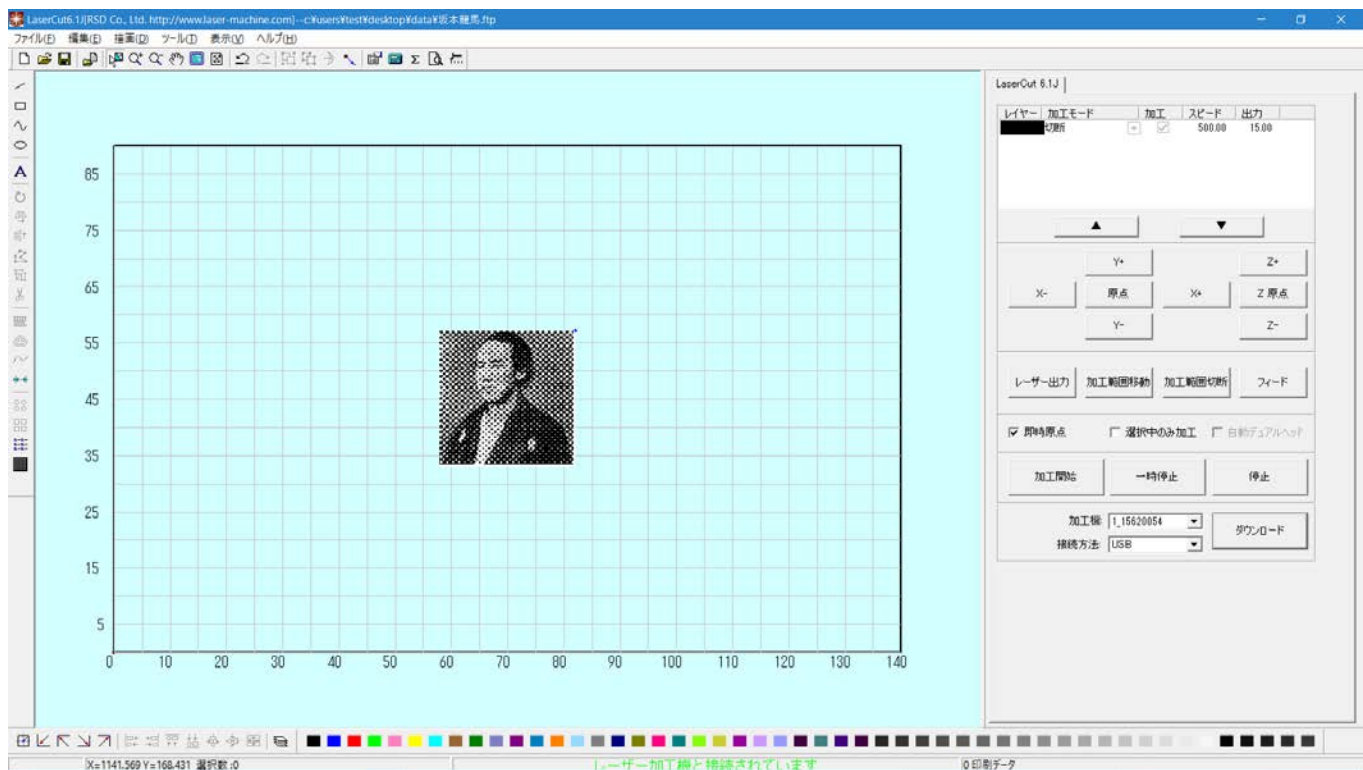 LaserCut6.1J[RSD Co., Ltd. http://www.laser-machine.com]--c:¥users¥test¥desktop¥data¥坂本龍馬.ftp
ファイル(F) 編集(E) 描画(D) ツール(T) 表示(V) ヘルプ(H)
LaserCut 6.1J
レイヤー 加工モード 加工 スピード 出力
切断 500.00 15.00
▲ ▼
Y+ Z+
X- 原点 X+ Z 原点
Y- Z-
レーザー出力 加工範囲移動 加工範囲切断 フィード
即時原点 選択中のみ加工 自動デュアルヘッド
加工開始 一時停止 停止
加工機: 1_15620054
接続方法: USB
ダウンロード
85
75
65
55
45
35
25
15
5
0 10 20 30 40 50 60 70 80 90 100 110 120 130 140
X=1141.569 Y=168.431 選択数:0 レーザー加工機と接続されています 0 印刷データ